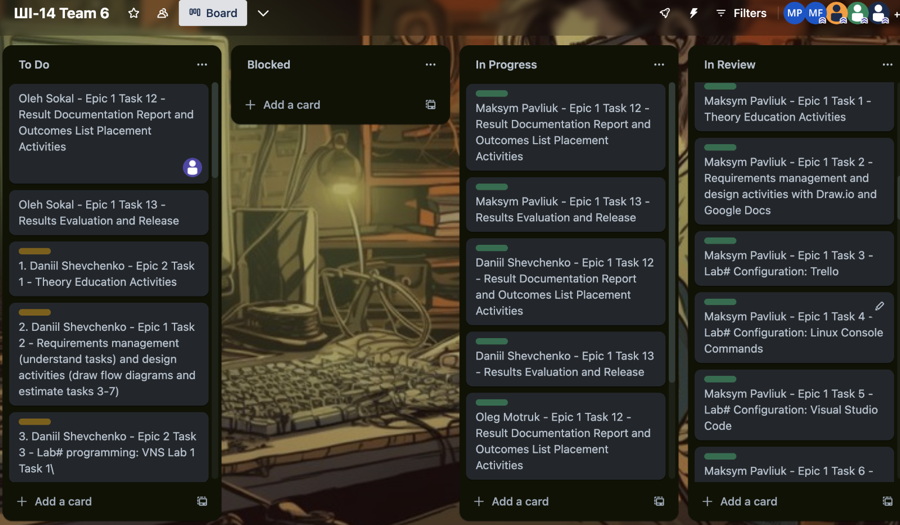 ШІ-14 Team 6
Board
Filters
MP
MF
To Do
Oleh Sokal - Epic 1 Task 12 -
Result Documentation Report and
Outcomes List Placement
Activities
Oleh Sokal - Epic 1 Task 13 -
Results Evaluation and Release
1. Daniil Shevchenko - Epic 2 Task
1 - Theory Education Activities
2. Daniil Shevchenko - Epic 1 Task
2 - Requirements management
(understand tasks) and design
activities (draw flow diagrams and
estimate tasks 3-7)
3. Daniil Shevchenko - Epic 2 Task
3 - Lab# programming: VNS Lab 1
Task 1\
+ Add a card
Blocked
+ Add a card
In Progress
Maksym Pavliuk - Epic 1 Task 12 -
Result Documentation Report and
Outcomes List Placement
Activities
Maksym Pavliuk - Epic 1 Task 13 -
Results Evaluation and Release
Daniil Shevchenko - Epic 1 Task 12
- Result Documentation Report
and Outcomes List Placement
Activities
Daniil Shevchenko - Epic 1 Task 13
- Results Evaluation and Release
Oleg Motruk - Epic 1 Task 12 -
Result Documentation Report and
Outcomes List Placement
Activities
+ Add a card
In Review
Maksym Pavliuk - Epic 1 Task 1 -
Theory Education Activities
Maksym Pavliuk - Epic 1 Task 2 -
Requirements management and
design activities with Draw.io and
Google Docs
Maksym Pavliuk - Epic 1 Task 3 -
Lab# Configuration: Trello
Maksym Pavliuk - Epic 1 Task 4 -
Lab# Configuration: Linux Console
Commands
Maksym Pavliuk - Epic 1 Task 5 -
Lab# Configuration: Visual Studio
Code
Maksym Pavliuk - Epic 1 Task 6 -
+ Add a card